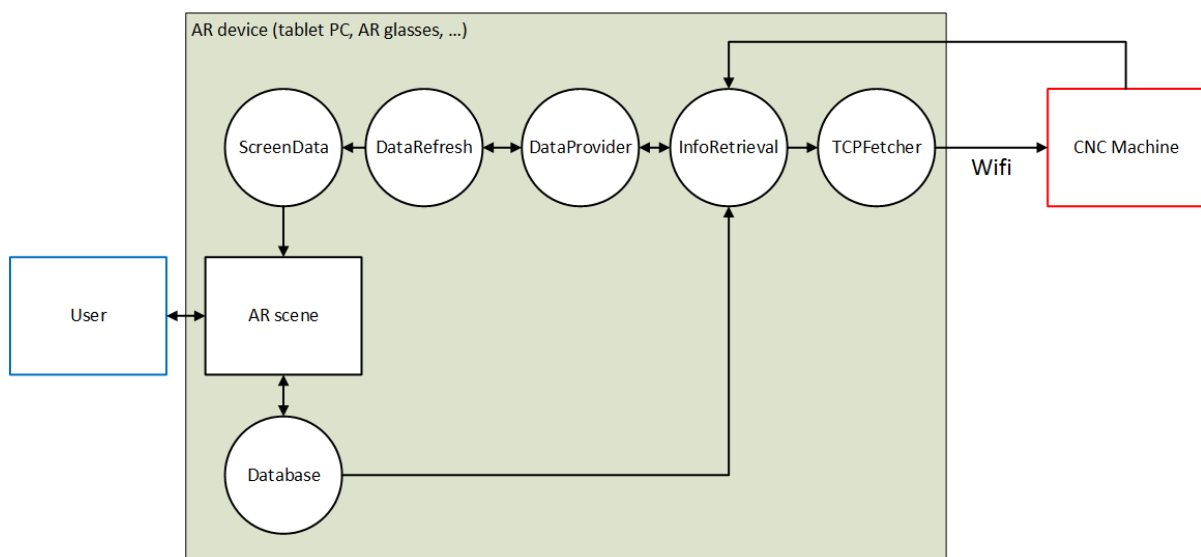 AR device (tablet PC, AR glasses, …)
ScreenData
DataRefresh
DataProvider
InfoRetrieval
TCPFetcher
Wifi
CNC Machine
User
AR scene
Database